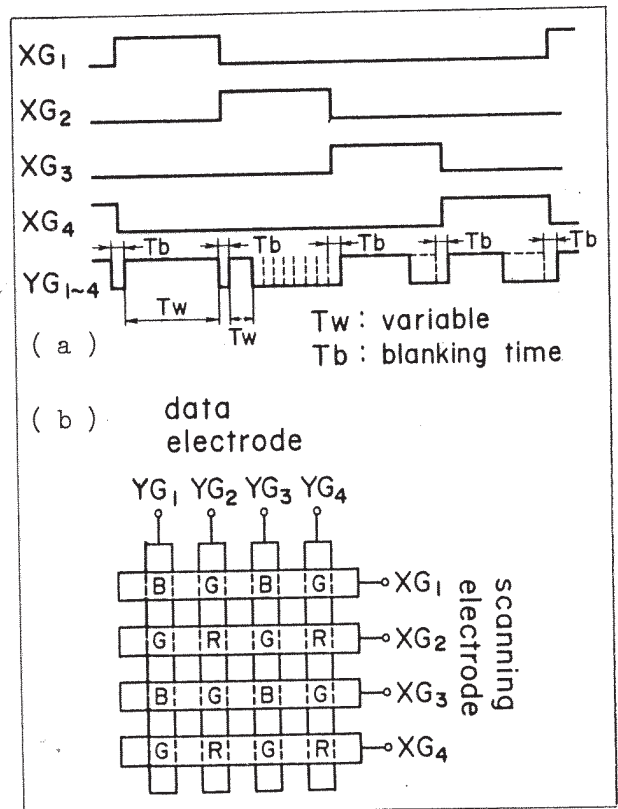 XG₁
XG₂
XG₃
XG₄
Tb Tb Tb Tb Tb
YG₁~₄
Tw
Tw
Tw : variable
Tb : blanking time
( a )
( b )
data
electrode
YG₁ YG₂ YG₃ YG₄
B G B G XG₁
G R G R XG₂
B G B G XG₃
G R G R XG₄
scanning
electrode